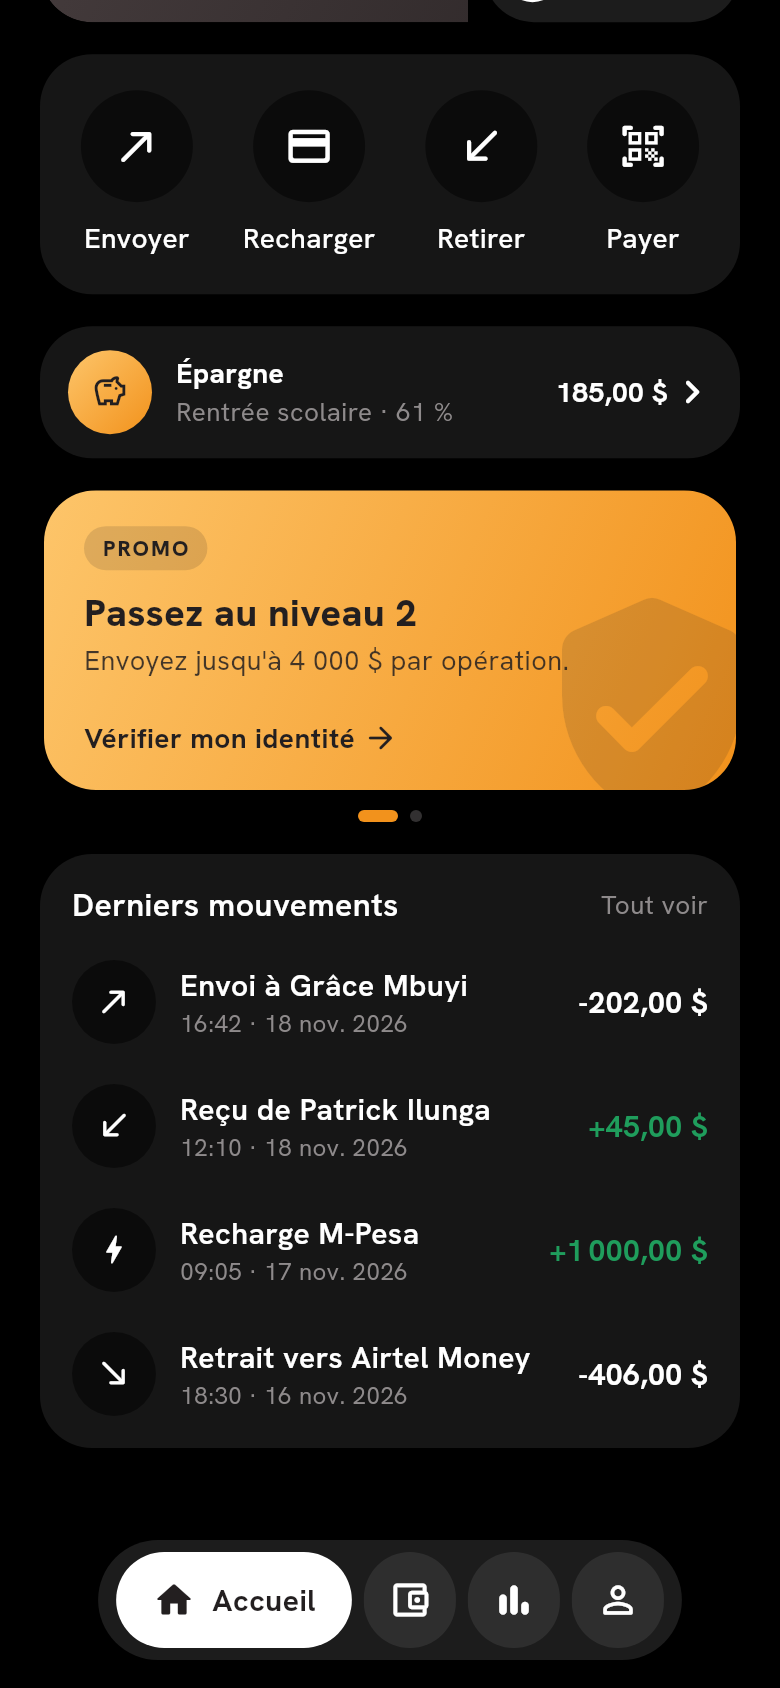 Envoyer
Recharger
Retirer
Payer
Épargne
Rentrée scolaire · 61 %
185,00 $
PROMO
Passez au niveau 2
Envoyez jusqu'à 4 000 $ par opération.
Vérifier mon identité
Derniers mouvements
Tout voir
Envoi à Grâce Mbuyi
16:42 · 18 nov. 2026
-202,00 $
Reçu de Patrick Ilunga
12:10 · 18 nov. 2026
+45,00 $
Recharge M-Pesa
09:05 · 17 nov. 2026
+1 000,00 $
Retrait vers Airtel Money
18:30 · 16 nov. 2026
-406,00 $
Accueil